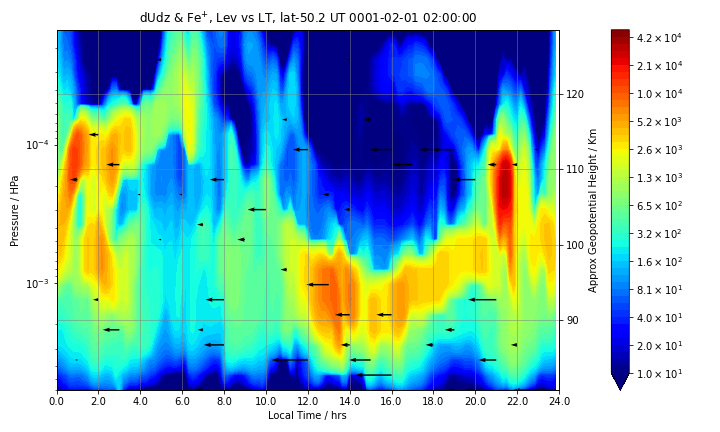 dUdz & Fe⁺, Lev vs LT, lat-50.2 UT 0001-02-01 02:00:00
Pressure / HPa
10⁻⁴
10⁻³
0.0 2.0 4.0 6.0 8.0 10.0 12.0 14.0 16.0 18.0 20.0 22.0 24.0
Local Time / hrs
120
110
100
90
Approx Geopotential Height / Km
4.2 × 10⁴
2.1 × 10⁴
1.0 × 10⁴
5.2 × 10³
2.6 × 10³
1.3 × 10³
6.5 × 10²
3.2 × 10²
1.6 × 10²
8.1 × 10¹
4.0 × 10¹
2.0 × 10¹
1.0 × 10¹